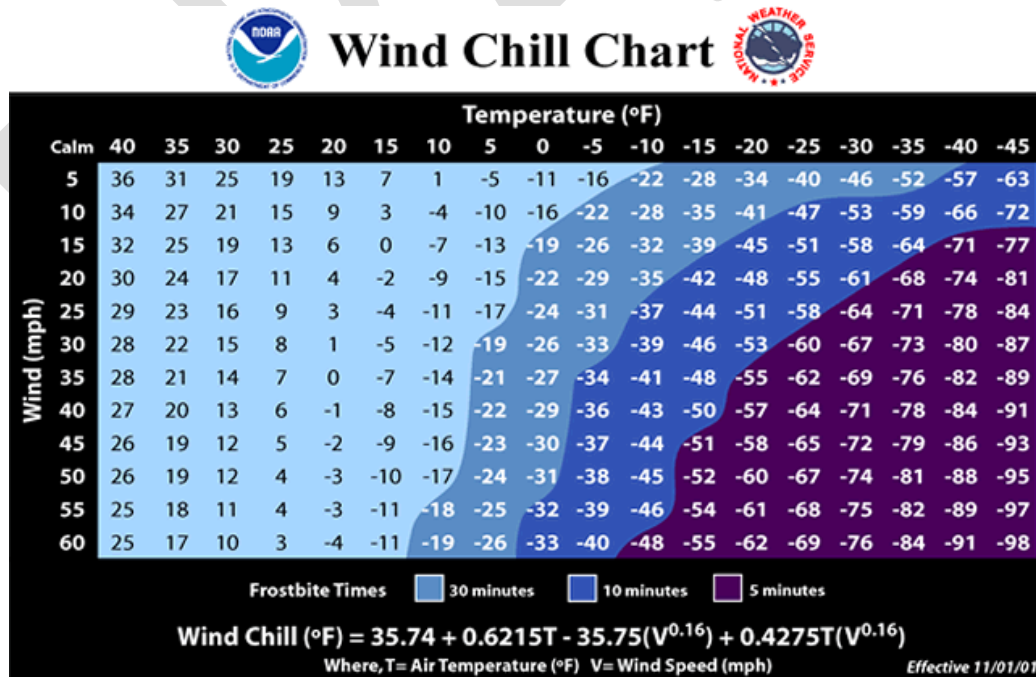 NOAA
Wind Chill Chart
NATIONAL WEATHER SERVICE
Temperature (ºF)
Calm 40 35 30 25 20 15 10 5 0 -5 -10 -15 -20 -25 -30 -35 -40 -45
5 36 31 25 19 13 7 1 -5 -11 -16 -22 -28 -34 -40 -46 -52 -57 -63
10 34 27 21 15 9 3 -4 -10 -16 -22 -28 -35 -41 -47 -53 -59 -66 -72
15 32 25 19 13 6 0 -7 -13 -19 -26 -32 -39 -45 -51 -58 -64 -71 -77
20 30 24 17 11 4 -2 -9 -15 -22 -29 -35 -42 -48 -55 -61 -68 -74 -81
25 29 23 16 9 3 -4 -11 -17 -24 -31 -37 -44 -51 -58 -64 -71 -78 -84
30 28 22 15 8 1 -5 -12 -19 -26 -33 -39 -46 -53 -60 -67 -73 -80 -87
35 28 21 14 7 0 -7 -14 -21 -27 -34 -41 -48 -55 -62 -69 -76 -82 -89
40 27 20 13 6 -1 -8 -15 -22 -29 -36 -43 -50 -57 -64 -71 -78 -84 -91
45 26 19 12 5 -2 -9 -16 -23 -30 -37 -44 -51 -58 -65 -72 -79 -86 -93
50 26 19 12 4 -3 -10 -17 -24 -31 -38 -45 -52 -60 -67 -74 -81 -88 -95
55 25 18 11 4 -3 -11 -18 -25 -32 -39 -46 -54 -61 -68 -75 -82 -89 -97
60 25 17 10 3 -4 -11 -19 -26 -33 -40 -48 -55 -62 -69 -76 -84 -91 -98
Wind (mph)
Frostbite Times 30 minutes 10 minutes 5 minutes
Wind Chill (ºF) = 35.74 + 0.6215T - 35.75(V^0.16) + 0.4275T(V^0.16)
Where, T= Air Temperature (ºF) V= Wind Speed (mph) Effective 11/01/01